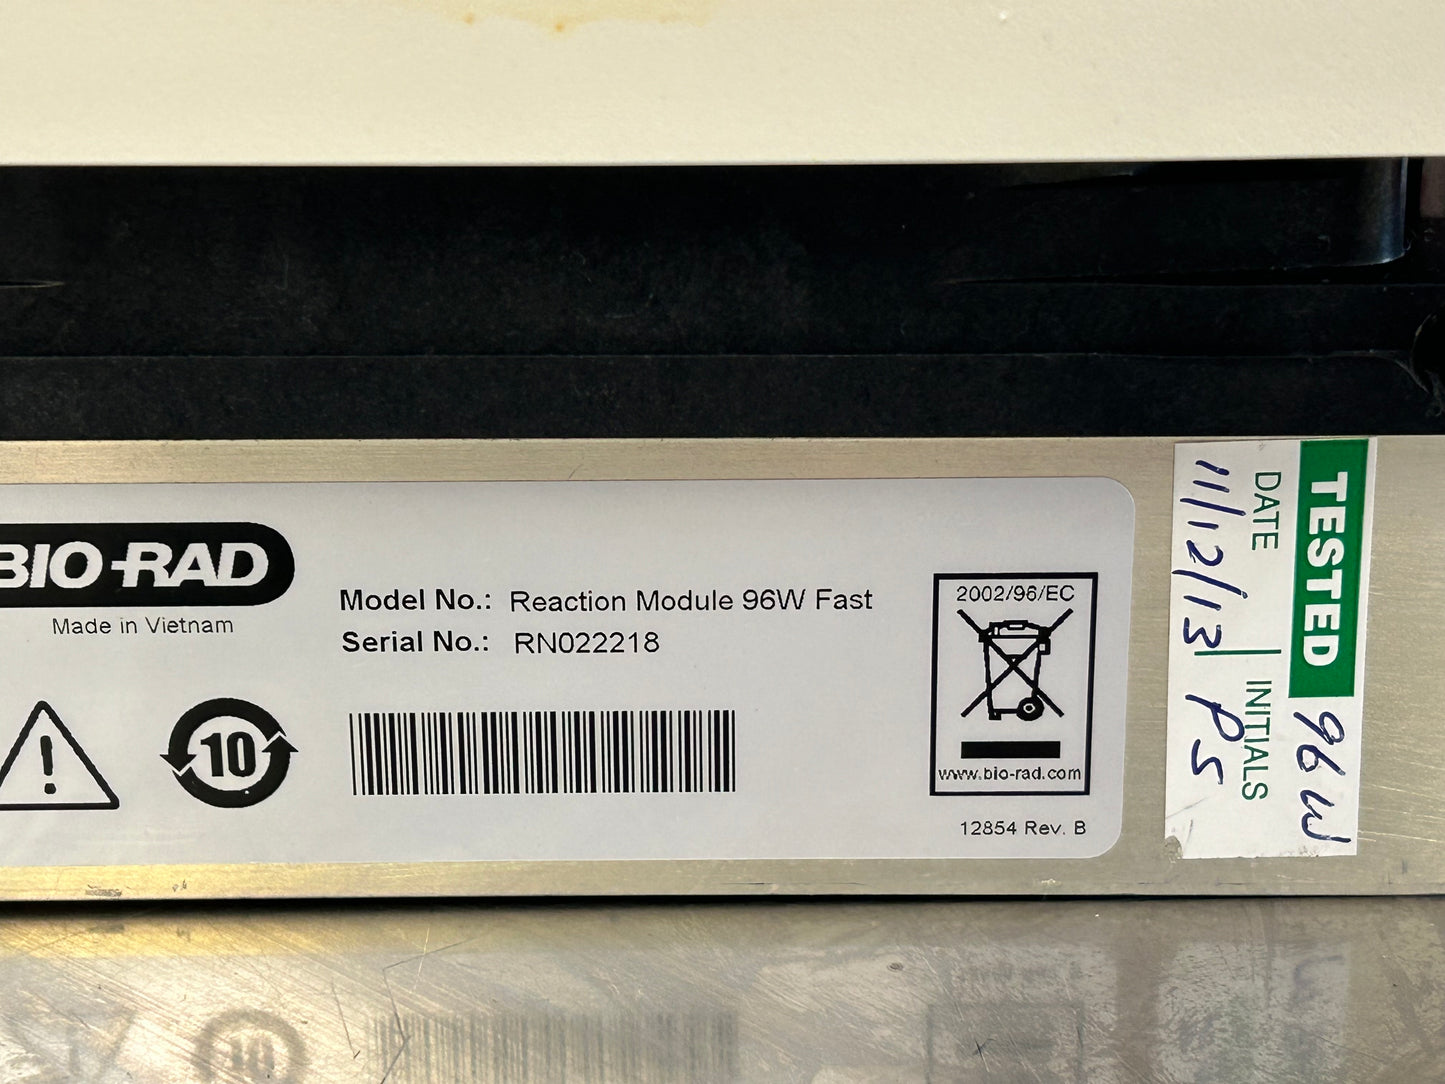 BIO-RAD
Made in Vietnam
Model No.: Reaction Module 96W Fast
Serial No.: RN022218
10
2002/96/EC
www.bio-rad.com
12854 Rev. B
TESTED
96 W
DATE
INITIALS
11/12/13
PS